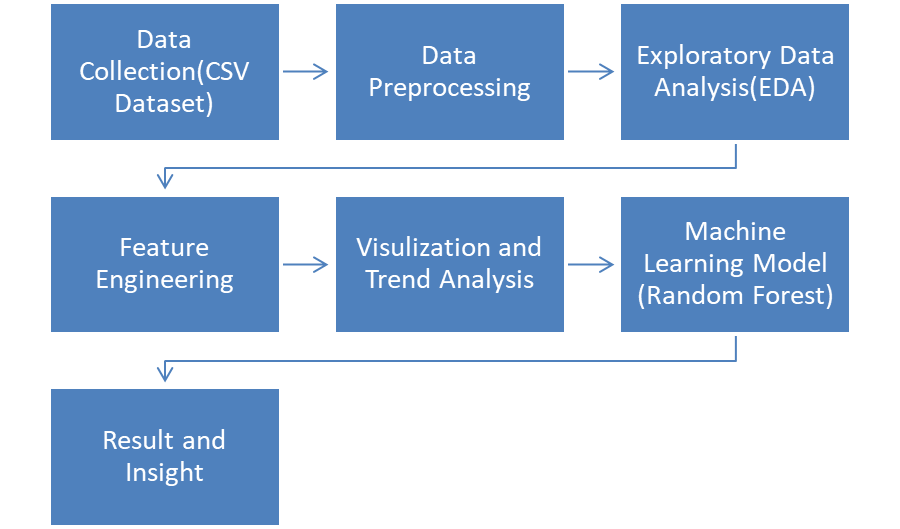 Data
Collection(CSV
Dataset)
Data
Preprocessing
Exploratory Data
Analysis(EDA)
Feature
Engineering
Visulization and
Trend Analysis
Machine
Learning Model
(Random Forest)
Result and
Insight